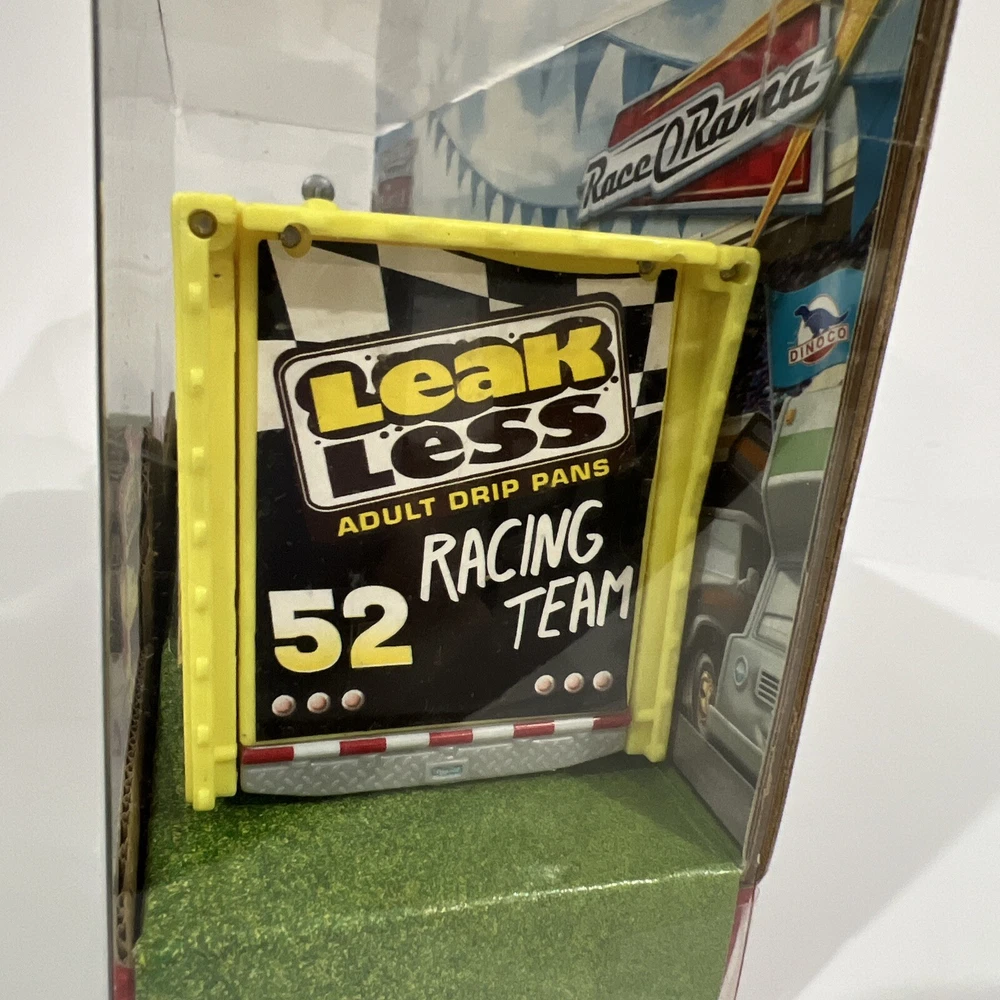 Race O Rama
DINOCO
Leak
Less
ADULT DRIP PANS
RACING
TEAM
52